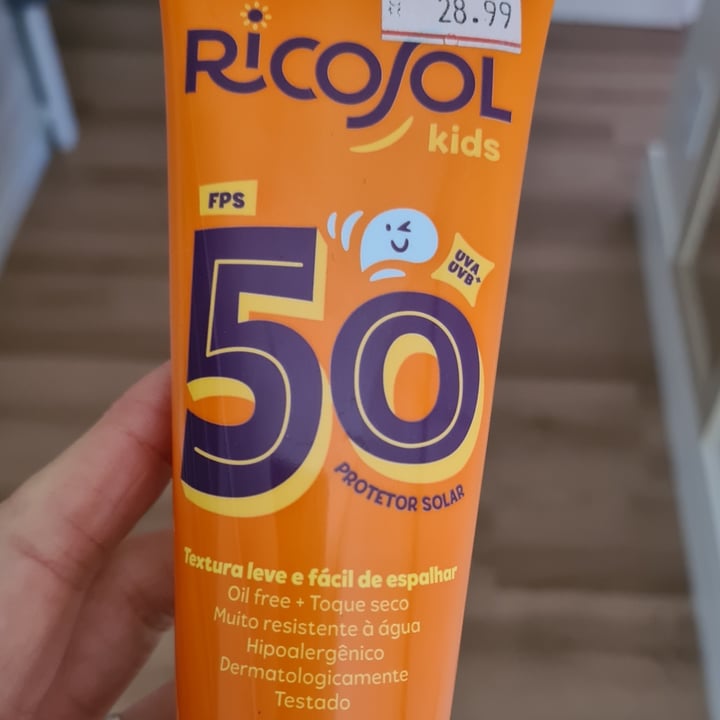 28.99
RicoSOL
kids
FPS
50
UVA
UVB+
PROTETOR SOLAR
Textura leve e fácil de espalhar
Oil free + Toque seco
Muito resistente à água
Hipoalergênico
Dermatologicamente
Testado